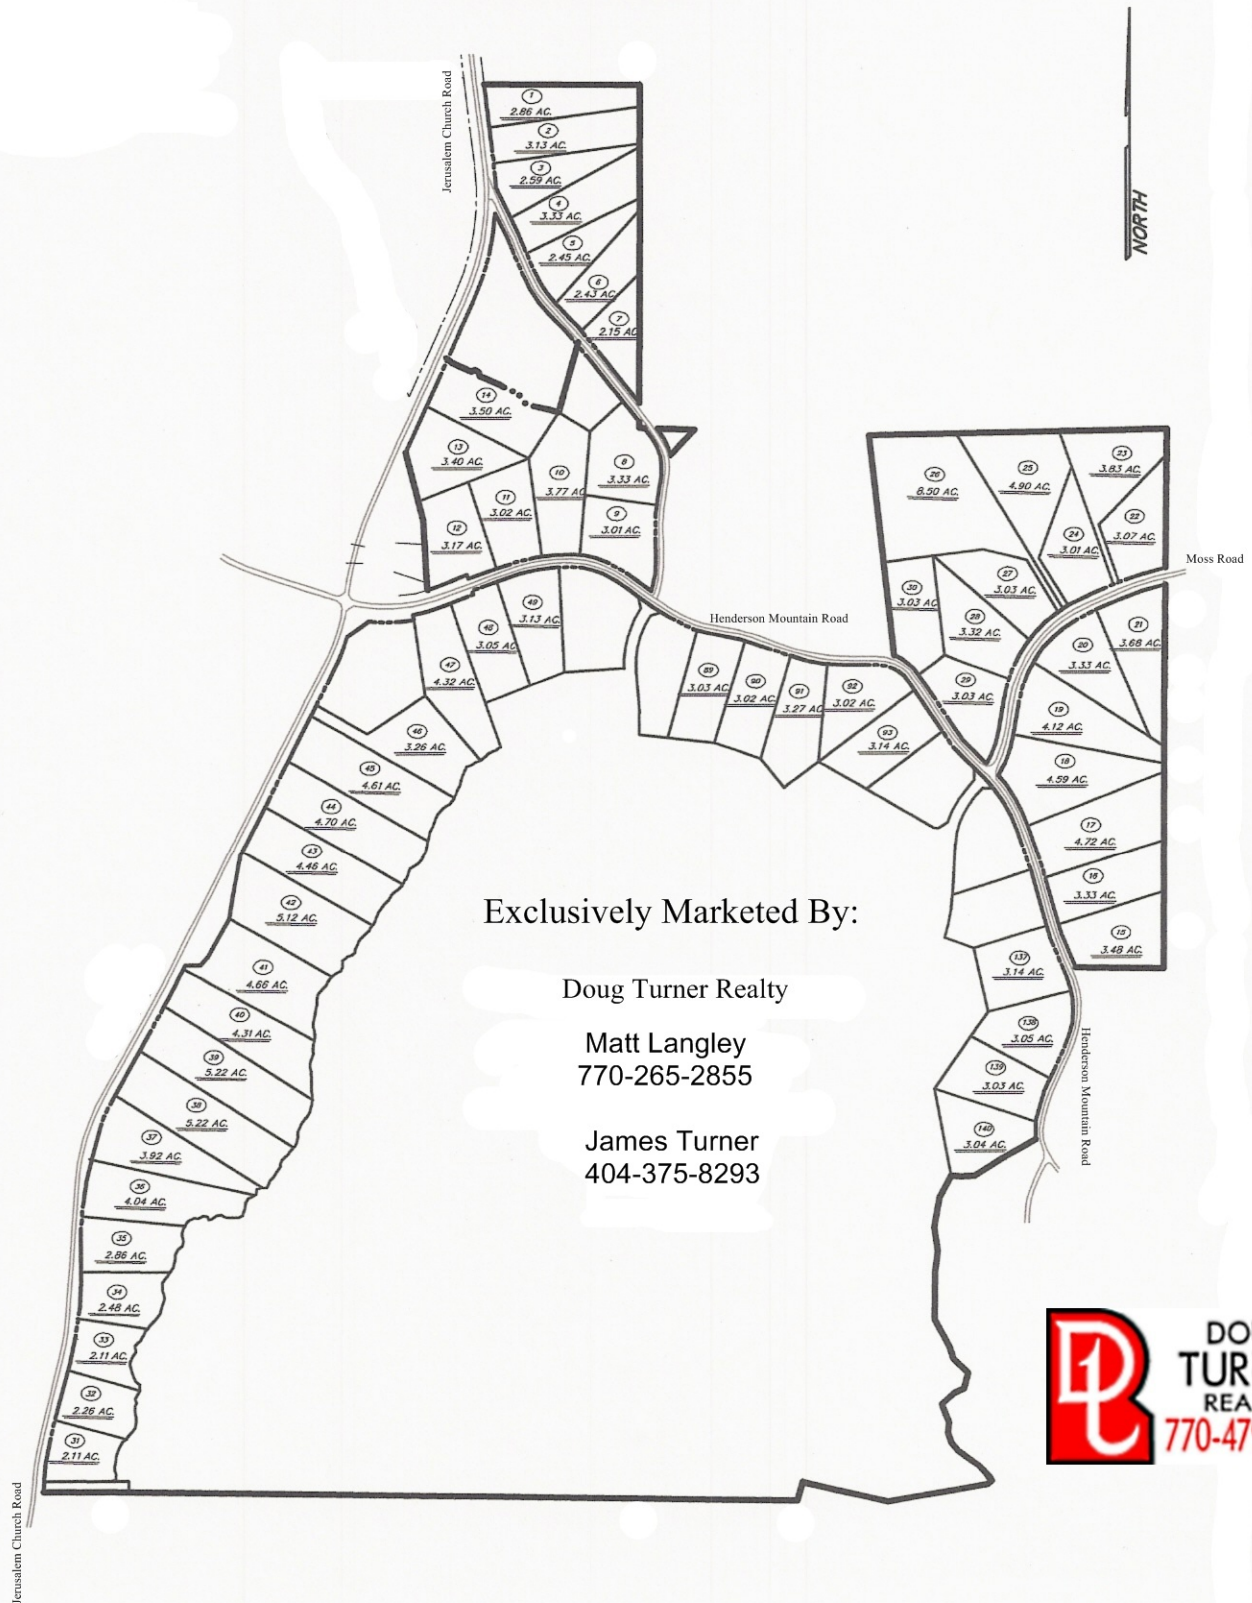 Jerusalem Church Road
NORTH
1
2.86 AC.
2
3.13 AC.
3
2.59 AC.
4
3.33 AC.
5
2.45 AC.
6
2.43 AC.
7
2.15 AC
14
3.50 AC.
13
3.40 AC.
12
3.17 AC.
11
3.02 AC.
10
3.77 AC
8
3.33 AC.
9
3.01 AC.
26
8.50 AC.
25
4.90 AC.
23
3.83 AC.
22
3.07 AC.
24
3.01 AC.
Moss Road
30
3.03 AC
27
3.03 AC.
28
3.32 AC.
29
3.03 AC.
21
3.68 AC.
20
3.33 AC.
19
4.12 AC.
18
4.59 AC.
17
4.72 AC.
16
3.33 AC.
15
3.48 AC.
Henderson Mountain Road
49
3.13 AC.
48
3.05 AC.
47
4.32 AC.
46
3.26 AC.
89
3.03 AC.
90
3.02 AC.
91
3.27 AC
92
3.02 AC.
93
3.14 AC.
45
4.61 AC.
44
4.70 AC.
43
4.46 AC.
42
5.12 AC.
41
4.66 AC.
40
4.31 AC.
39
5.22 AC.
38
5.22 AC.
37
3.92 AC.
36
4.04 AC.
35
2.86 AC.
34
2.48 AC.
33
2.11 AC.
32
2.26 AC.
31
2.11 AC.
Exclusively Marketed By:
Doug Turner Realty
Matt Langley
770-265-2855
James Turner
404-375-8293
137
3.14 AC.
138
3.05 AC.
139
3.03 AC.
140
3.04 AC.
Henderson Mountain Road
Jerusalem Church Road
DO
TUR
REA
770-47